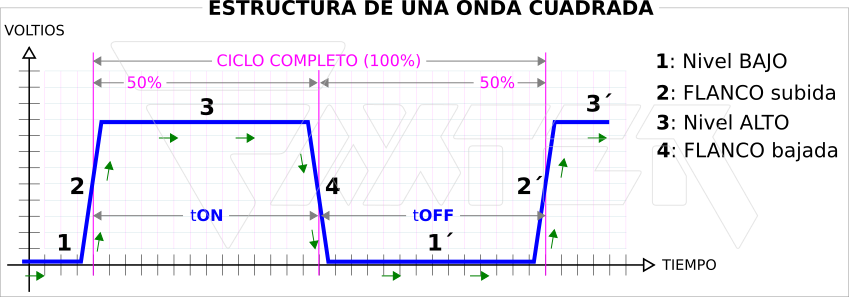 ESTRUCTURA DE UNA ONDA CUADRADA
VOLTIOS
CICLO COMPLETO (100%)
50%
50%
1: Nivel BAJO
2: FLANCO subida
3: Nivel ALTO
4: FLANCO bajada
3
3´
2
4
2´
tON
tOFF
1
1´
TIEMPO